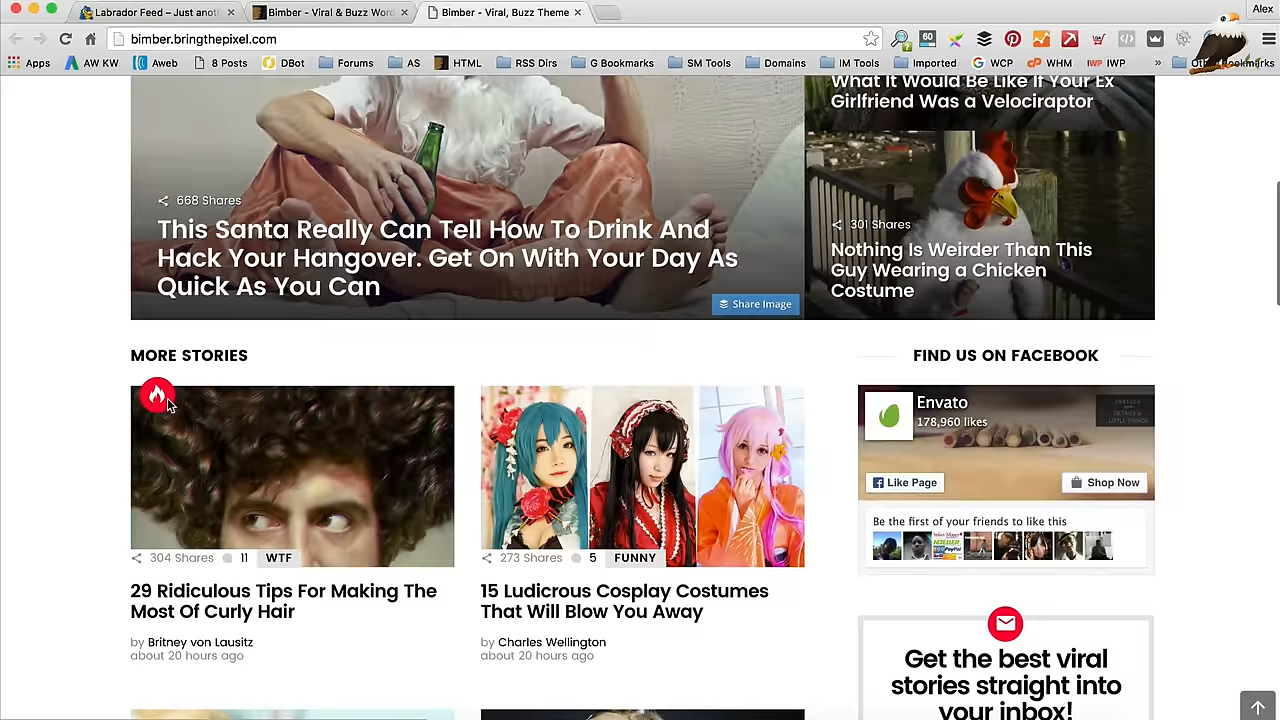 Labrador Feed – Just anoth
Bimber - Viral & Buzz Word
Bimber – Viral, Buzz Theme
Alex
bimber.bringthepixel.com
60
Apps
AW KW
Aweb
8 Posts
DBot
Forums
AS
HTML
RSS Dirs
G Bookmarks
SM Tools
Domains
IM Tools
Imported
WCP
WHM
IWP
IWP
»
Bookmarks
What It Would Be Like If Your Ex
Girlfriend Was a Velociraptor
668 Shares
This Santa Really Can Tell How To Drink And
Hack Your Hangover. Get On With Your Day As
Quick As You Can
Share Image
301 Shares
Nothing Is Weirder Than This
Guy Wearing a Chicken
Costume
MORE STORIES
304 Shares 11 WTF
29 Ridiculous Tips For Making The
Most Of Curly Hair
by Britney von Lausitz
about 20 hours ago
273 Shares 5 FUNNY
15 Ludicrous Cosplay Costumes
That Will Blow You Away
by Charles Wellington
about 20 hours ago
FIND US ON FACEBOOK
Envato
178,960 likes
Like Page
Shop Now
Be the first of your friends to like this
Get the best viral
stories straight into
your inbox!